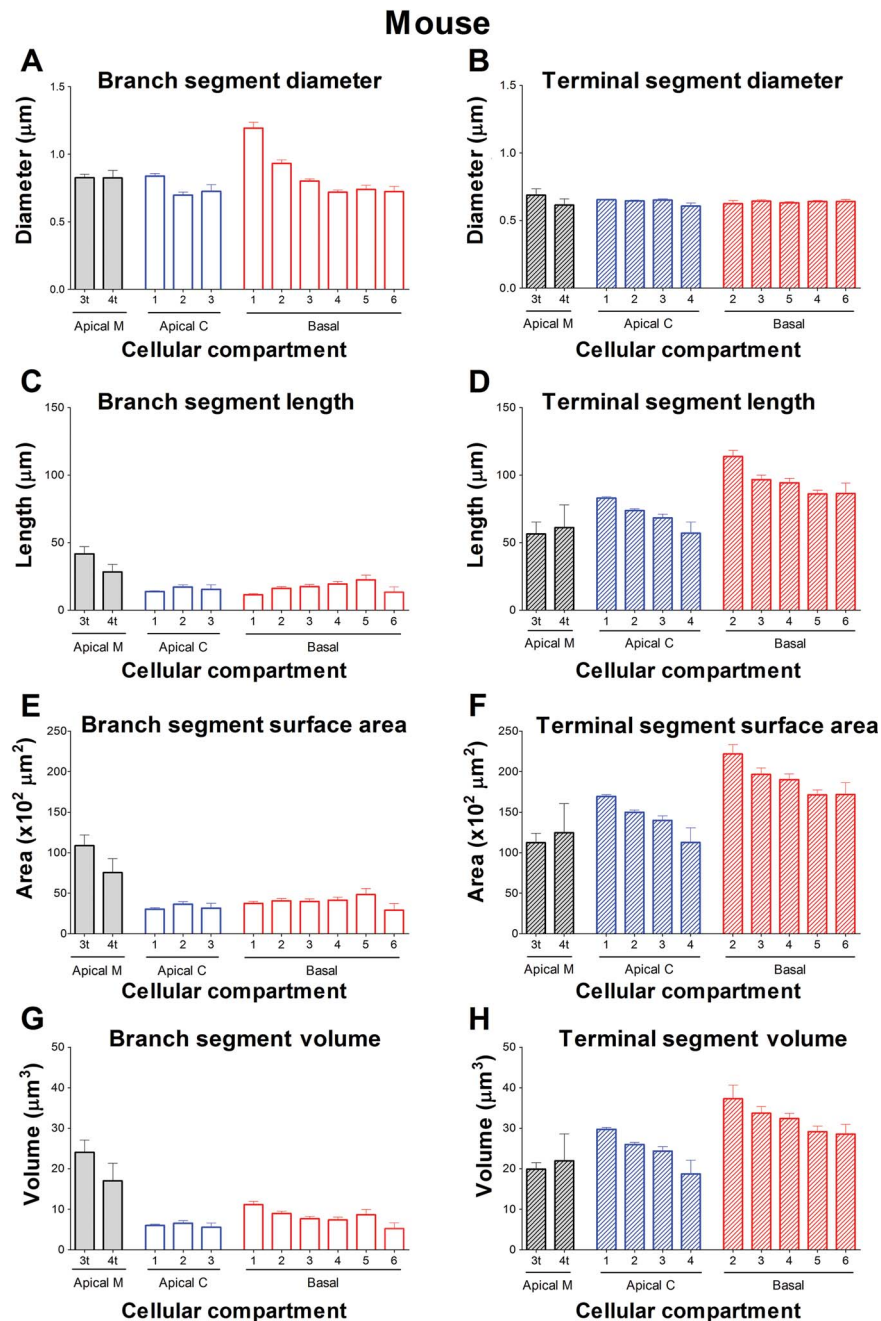 Mouse
A
Branch segment diameter
Diameter (μm)
1.5
1.0
0.5
0.0
3t 4t 1 2 3 1 2 3 4 5 6
Apical M Apical C Basal
Cellular compartment
B
Terminal segment diameter
Diameter (μm)
1.5
1.0
0.5
0.0
3t 4t 1 2 3 4 2 3 5 4 6
Apical M Apical C Basal
Cellular compartment
C
Branch segment length
Length (μm)
150
100
50
0
3t 4t 1 2 3 1 2 3 4 5 6
Apical M Apical C Basal
Cellular compartment
D
Terminal segment length
Length (μm)
150
100
50
0
3t 4t 1 2 3 4 2 3 4 5 6
Apical M Apical C Basal
Cellular compartment
E
Branch segment surface area
Area (x10² μm²)
250
200
150
100
50
0
3t 4t 1 2 3 1 2 3 4 5 6
Apical M Apical C Basal
Cellular compartment
F
Terminal segment surface area
Area (x10² μm²)
250
200
150
100
50
0
3t 4t 1 2 3 4 2 3 4 5 6
Apical M Apical C Basal
Cellular compartment
G
Branch segment volume
Volume (μm³)
50
40
30
20
10
0
3t 4t 1 2 3 1 2 3 4 5 6
Apical M Apical C Basal
Cellular compartment
H
Terminal segment volume
Volume (μm³)
50
40
30
20
10
0
3t 4t 1 2 3 4 2 3 4 5 6
Apical M Apical C Basal
Cellular compartment